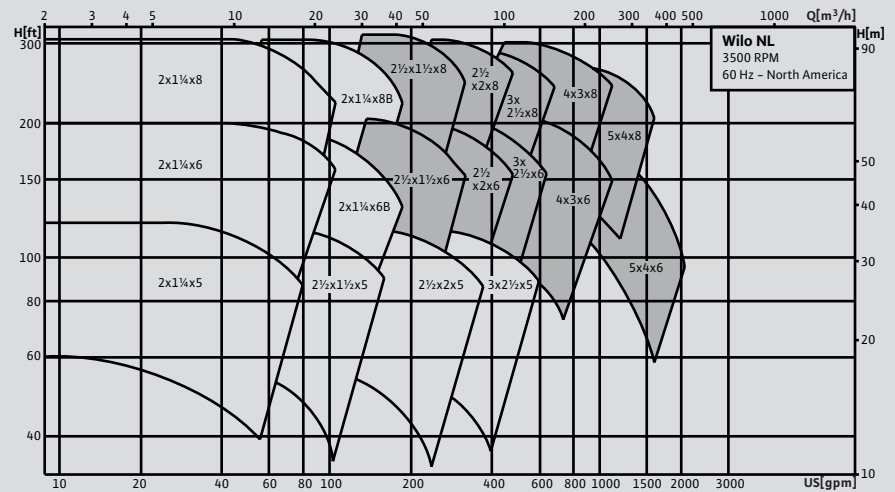 2 3 4 5 10 20 30 40 50 100 200 300 400 500 1000 Q[m³/h]
H[ft] H[m]
Wilo NL
3500 RPM
60 Hz – North America
300 90
200
150 50
40
100 30
80
60 20
40
10
2x1¼x8
2x1¼x8B
2½x1½x8
2½
x2x8
3x
2½x8
4x3x8
5x4x8
2x1¼x6
2x1¼x6B
2½x1½x6
2½
x2x6
3x
2½x6
4x3x6
5x4x6
2x1¼x5
2½x1½x5
2½x2x5
3x2½x5
10 20 40 60 80 100 200 400 600 800 1000 1500 2000 3000 US[gpm]